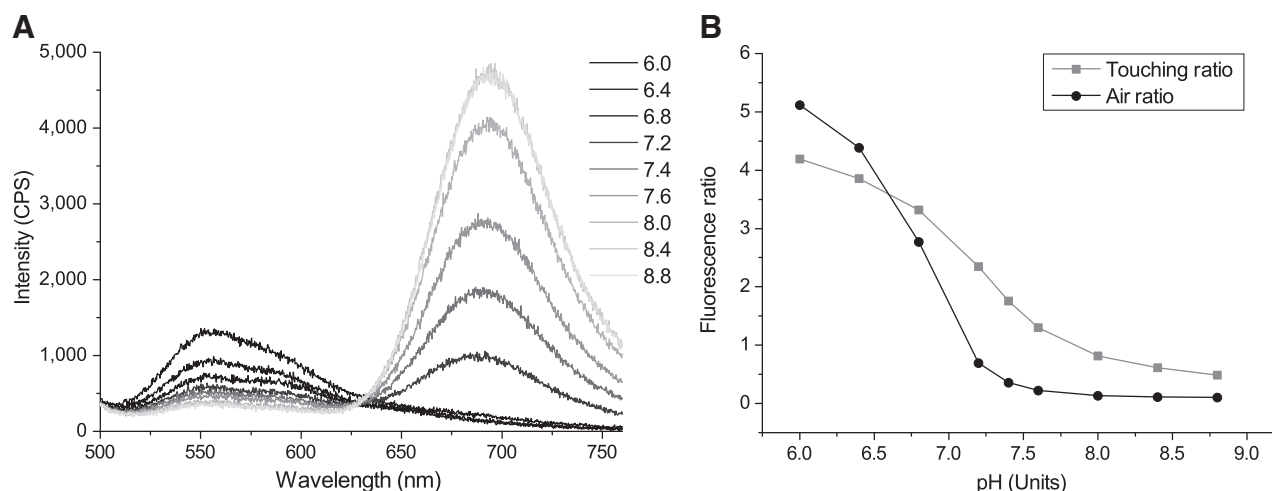 A
5,000
4,000
3,000
2,000
1,000
0
Intensity (CPS)
500 550 600 650 700 750
Wavelength (nm)
6.0
6.4
6.8
7.2
7.4
7.6
8.0
8.4
8.8
B
6
5
4
3
2
1
0
Fluorescence ratio
6.0 6.5 7.0 7.5 8.0 8.5 9.0
pH (Units)
Touching ratio
Air ratio